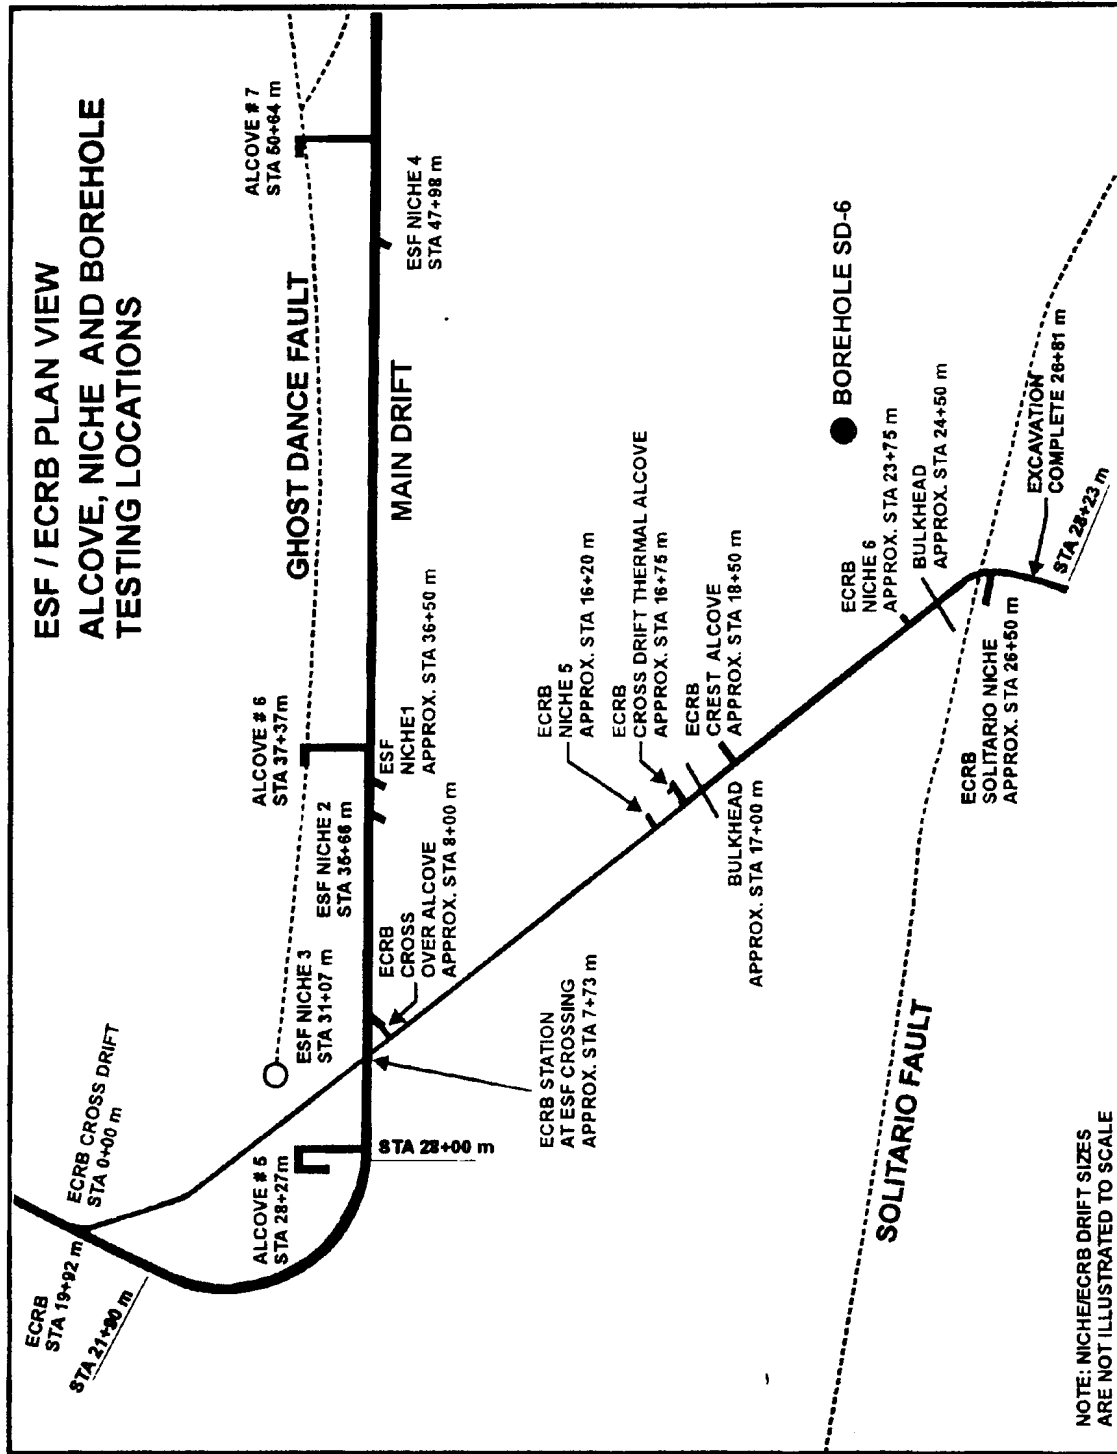 ESF / ECRB PLAN VIEW
ALCOVE, NICHE AND BOREHOLE
TESTING LOCATIONS
ECRB
STA 19+92 m
STA 21+90 m
ECRB CROSS DRIFT
STA 0+00 m
ALCOVE # 5
STA 28+27m
STA 28+00 m
ESF NICHE 3
STA 31+07 m
ESF NICHE 2
STA 35+66 m
ALCOVE # 6
STA 37+37m
ESF
NICHE1
APPROX. STA 36+50 m
GHOST DANCE FAULT
MAIN DRIFT
ALCOVE # 7
STA 50+64 m
ESF NICHE 4
STA 47+98 m
ECRB
CROSS
OVER ALCOVE
APPROX. STA 8+00 m
ECRB STATION
AT ESF CROSSING
APPROX. STA 7+73 m
ECRB
NICHE 5
APPROX. STA 16+20 m
ECRB
CROSS DRIFT THERMAL ALCOVE
APPROX. STA 16+75 m
ECRB
CREST ALCOVE
APPROX. STA 18+50 m
BULKHEAD
APPROX. STA 17+00 m
BOREHOLE SD-6
ECRB
NICHE 6
APPROX. STA 23+75 m
BULKHEAD
APPROX. STA 24+50 m
ECRB
SOLITARIO NICHE
APPROX. STA 26+50 m
EXCAVATION
COMPLETE 26+81 m
STA 28+23 m
SOLITARIO FAULT
NOTE: NICHE/ECRB DRIFT SIZES
ARE NOT ILLUSTRATED TO SCALE